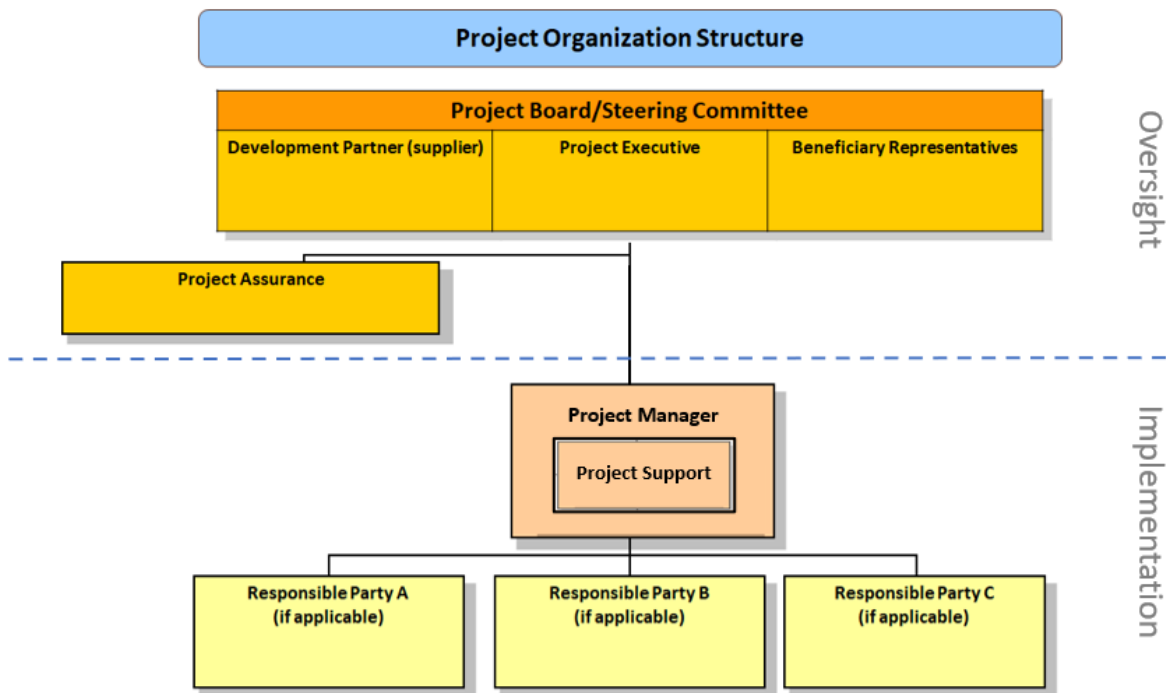 Project Organization Structure
Project Board/Steering Committee
Development Partner (supplier)
Project Executive
Beneficiary Representatives
Oversight
Project Assurance
Project Manager
Project Support
Implementation
Responsible Party A
(if applicable)
Responsible Party B
(if applicable)
Responsible Party C
(if applicable)